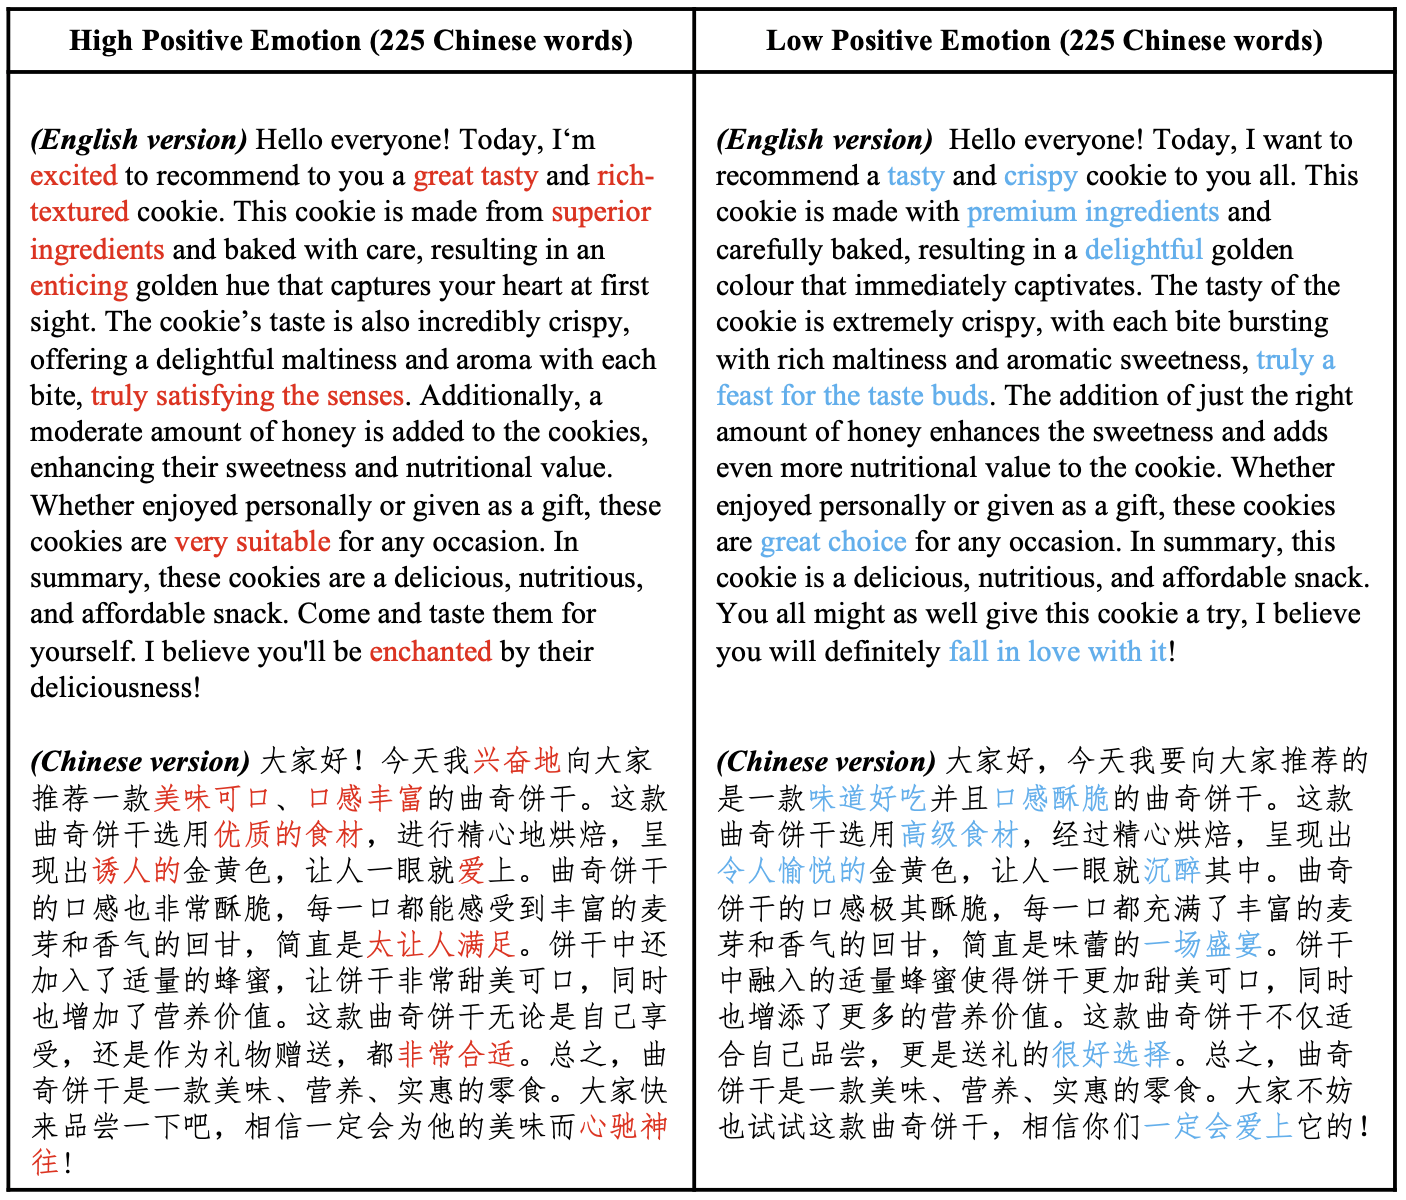 High Positive Emotion (225 Chinese words)
(English version) Hello everyone! Today, I‘m
excited to recommend to you a great tasty and rich-
textured cookie. This cookie is made from superior
ingredients and baked with care, resulting in an
enticing golden hue that captures your heart at first
sight. The cookie’s taste is also incredibly crispy,
offering a delightful maltiness and aroma with each
bite, truly satisfying the senses. Additionally, a
moderate amount of honey is added to the cookies,
enhancing their sweetness and nutritional value.
Whether enjoyed personally or given as a gift, these
cookies are very suitable for any occasion. In
summary, these cookies are a delicious, nutritious,
and affordable snack. Come and taste them for
yourself. I believe you'll be enchanted by their
deliciousness!
(Chinese version) 大家好！今天我兴奋地向大家
推荐一款美味可口、口感丰富的曲奇饼干。这款
曲奇饼干选用优质的食材，进行精心地烘焙，呈
现出诱人的金黄色，让人一眼就爱上。曲奇饼干
的口感也非常酥脆，每一口都能感受到丰富的麦
芽和香气的回甘，简直是太让人满足。饼干中还
加入了适量的蜂蜜，让饼干非常甜美可口，同时
也增加了营养价值。这款曲奇饼干无论是自己享
受，还是作为礼物赠送，都非常合适。总之，曲
奇饼干是一款美味、营养、实惠的零食。大家快
来品尝一下吧，相信一定会为他的美味而心驰神
往！
Low Positive Emotion (225 Chinese words)
(English version) Hello everyone! Today, I want to
recommend a tasty and crispy cookie to you all. This
cookie is made with premium ingredients and
carefully baked, resulting in a delightful golden
colour that immediately captivates. The tasty of the
cookie is extremely crispy, with each bite bursting
with rich maltiness and aromatic sweetness, truly a
feast for the taste buds. The addition of just the right
amount of honey enhances the sweetness and adds
even more nutritional value to the cookie. Whether
enjoyed personally or given as a gift, these cookies
are great choice for any occasion. In summary, this
cookie is a delicious, nutritious, and affordable snack.
You all might as well give this cookie a try, I believe
you will definitely fall in love with it!
(Chinese version) 大家好，今天我要向大家推荐的
是一款味道好吃并且口感酥脆的曲奇饼干。这款
曲奇饼干选用高级食材，经过精心烘焙，呈现出
令人愉悦的金黄色，让人一眼就沉醉其中。曲奇
饼干的口感极其酥脆，每一口都充满了丰富的麦
芽和香气的回甘，简直是味蕾的一场盛宴。饼干
中融入的适量蜂蜜使得饼干更加甜美可口，同时
也增添了更多的营养价值。这款曲奇饼干不仅适
合自己品尝，更是送礼的很好选择。总之，曲奇
饼干是一款美味、营养、实惠的零食。大家不妨
也试试这款曲奇饼干，相信你们一定会爱上它的！